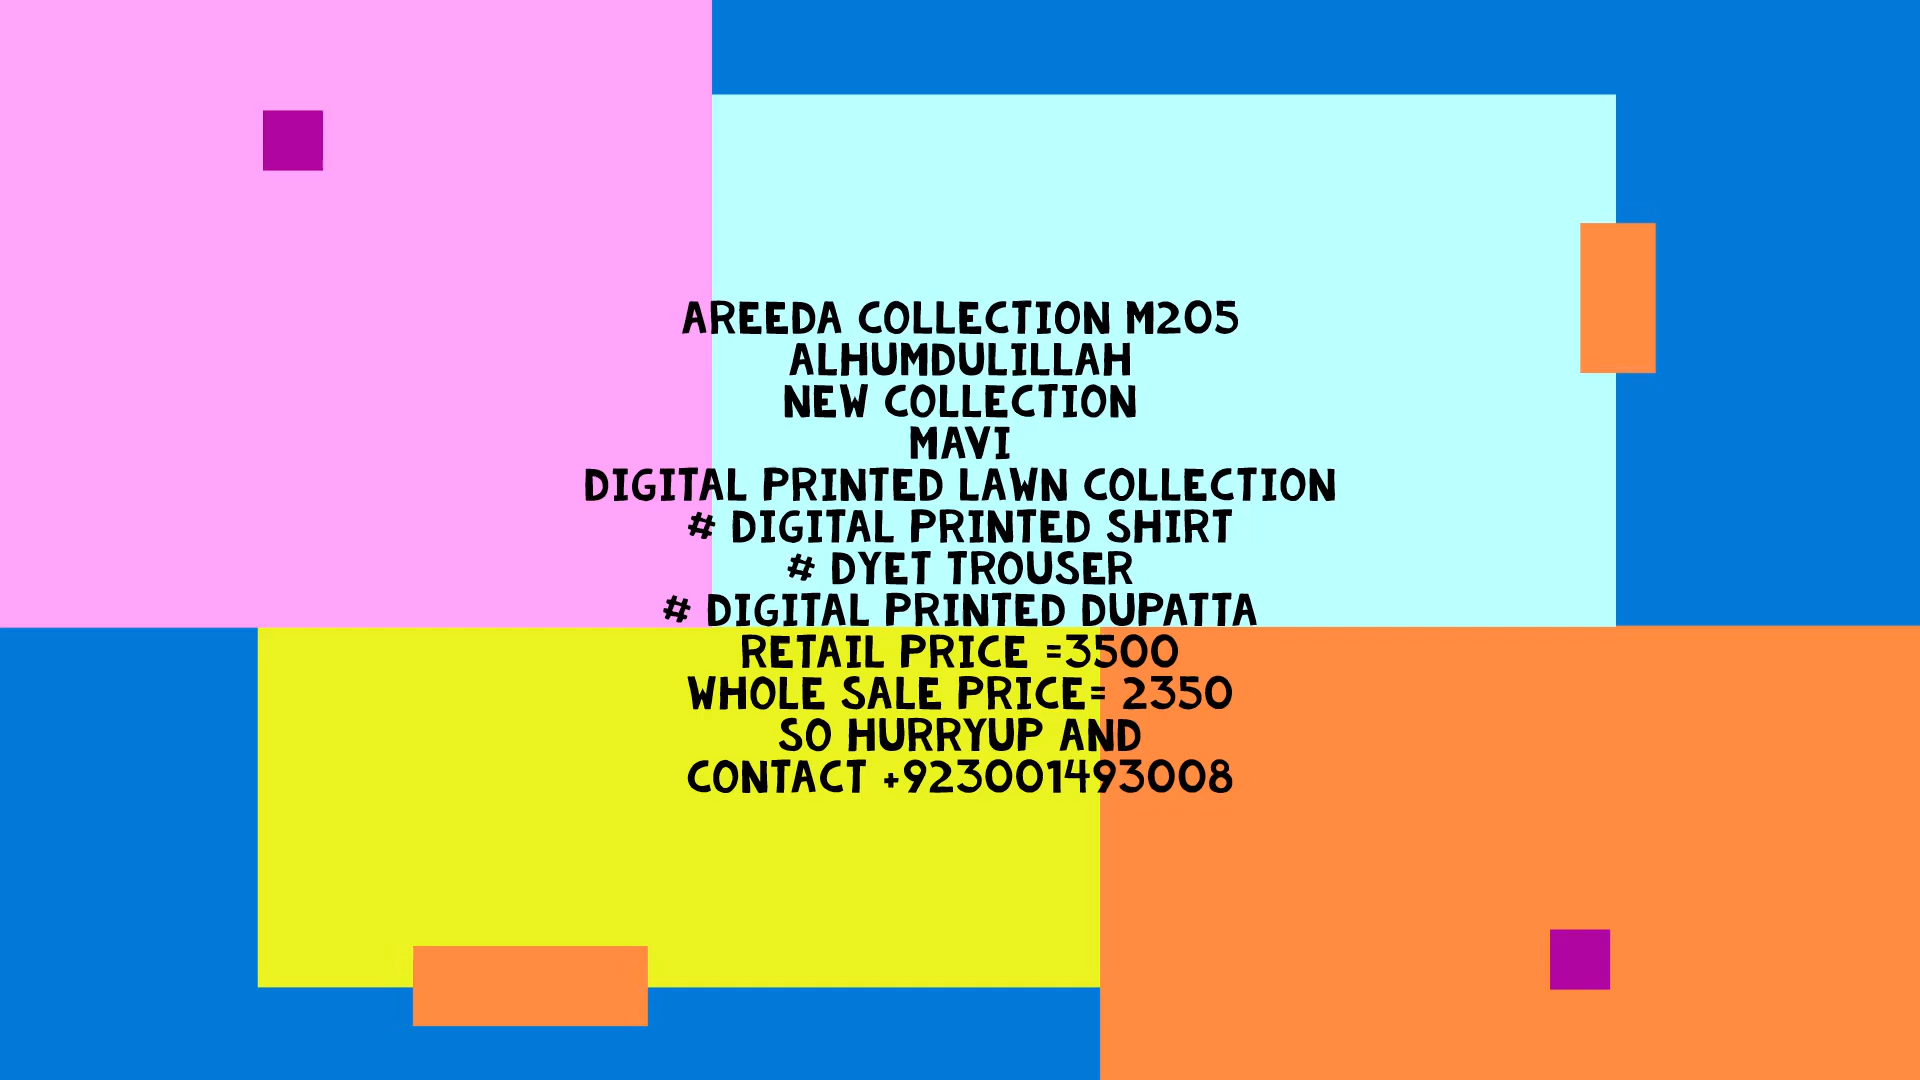 AREEDA COLLECTION M205
ALHUMDULILLAH
NEW COLLECTION
MAVI
DIGITAL PRINTED LAWN COLLECTION
# DIGITAL PRINTED SHIRT
# DYET TROUSER
# DIGITAL PRINTED DUPATTA
RETAIL PRICE =3500
WHOLE SALE PRICE= 2350
SO HURRYUP AND
CONTACT +923001493008